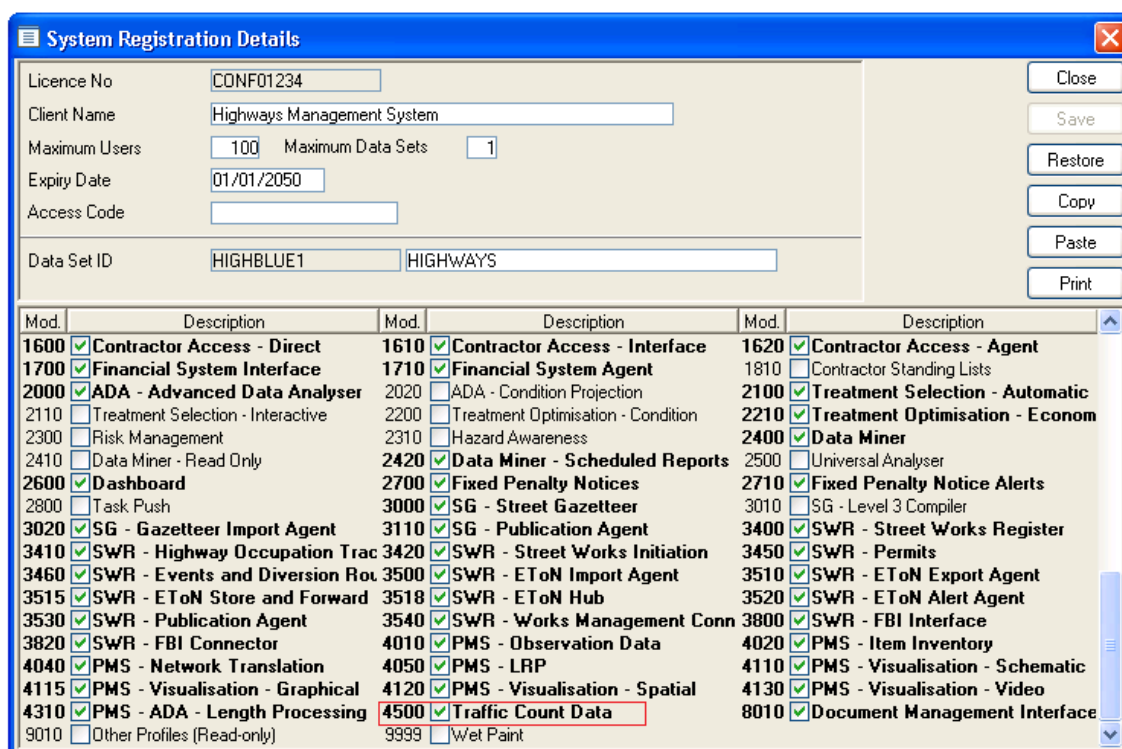 System Registration Details
Licence No CONF01234 Close
Client Name Highways Management System Save
Maximum Users 100 Maximum Data Sets 1
Restore
Expiry Date 01/01/2050
Copy
Access Code
Paste
Data Set ID HIGHBLUE1 HIGHWAYS
Print
Mod. Description Mod. Description Mod. Description
1600 Contractor Access - Direct 1610 Contractor Access - Interface 1620 Contractor Access - Agent
1700 Financial System Interface 1710 Financial System Agent 1810 Contractor Standing Lists
2000 ADA - Advanced Data Analyser 2020 ADA - Condition Projection 2100 Treatment Selection - Automatic
2110 Treatment Selection - Interactive 2200 Treatment Optimisation - Condition 2210 Treatment Optimisation - Econom
2300 Risk Management 2310 Hazard Awareness 2400 Data Miner
2410 Data Miner - Read Only 2420 Data Miner - Scheduled Reports 2500 Universal Analyser
2600 Dashboard 2700 Fixed Penalty Notices 2710 Fixed Penalty Notice Alerts
2800 Task Push 3000 SG - Street Gazetteer 3010 SG - Level 3 Compiler
3020 SG - Gazetteer Import Agent 3110 SG - Publication Agent 3400 SWR - Street Works Register
3410 SWR - Highway Occupation Trac 3420 SWR - Street Works Initiation 3450 SWR - Permits
3460 SWR - Events and Diversion Rou 3500 SWR - EToN Import Agent 3510 SWR - EToN Export Agent
3515 SWR - EToN Store and Forward 3518 SWR - EToN Hub 3520 SWR - EToN Alert Agent
3530 SWR - Publication Agent 3540 SWR - Works Management Conn 3800 SWR - FBI Interface
3820 SWR - FBI Connector 4010 PMS - Observation Data 4020 PMS - Item Inventory
4040 PMS - Network Translation 4050 PMS - LRP 4110 PMS - Visualisation - Schematic
4115 PMS - Visualisation - Graphical 4120 PMS - Visualisation - Spatial 4130 PMS - Visualisation - Video
4310 PMS - ADA - Length Processing 4500 Traffic Count Data 8010 Document Management Interface
9010 Other Profiles (Read-only) 9999 Wet Paint